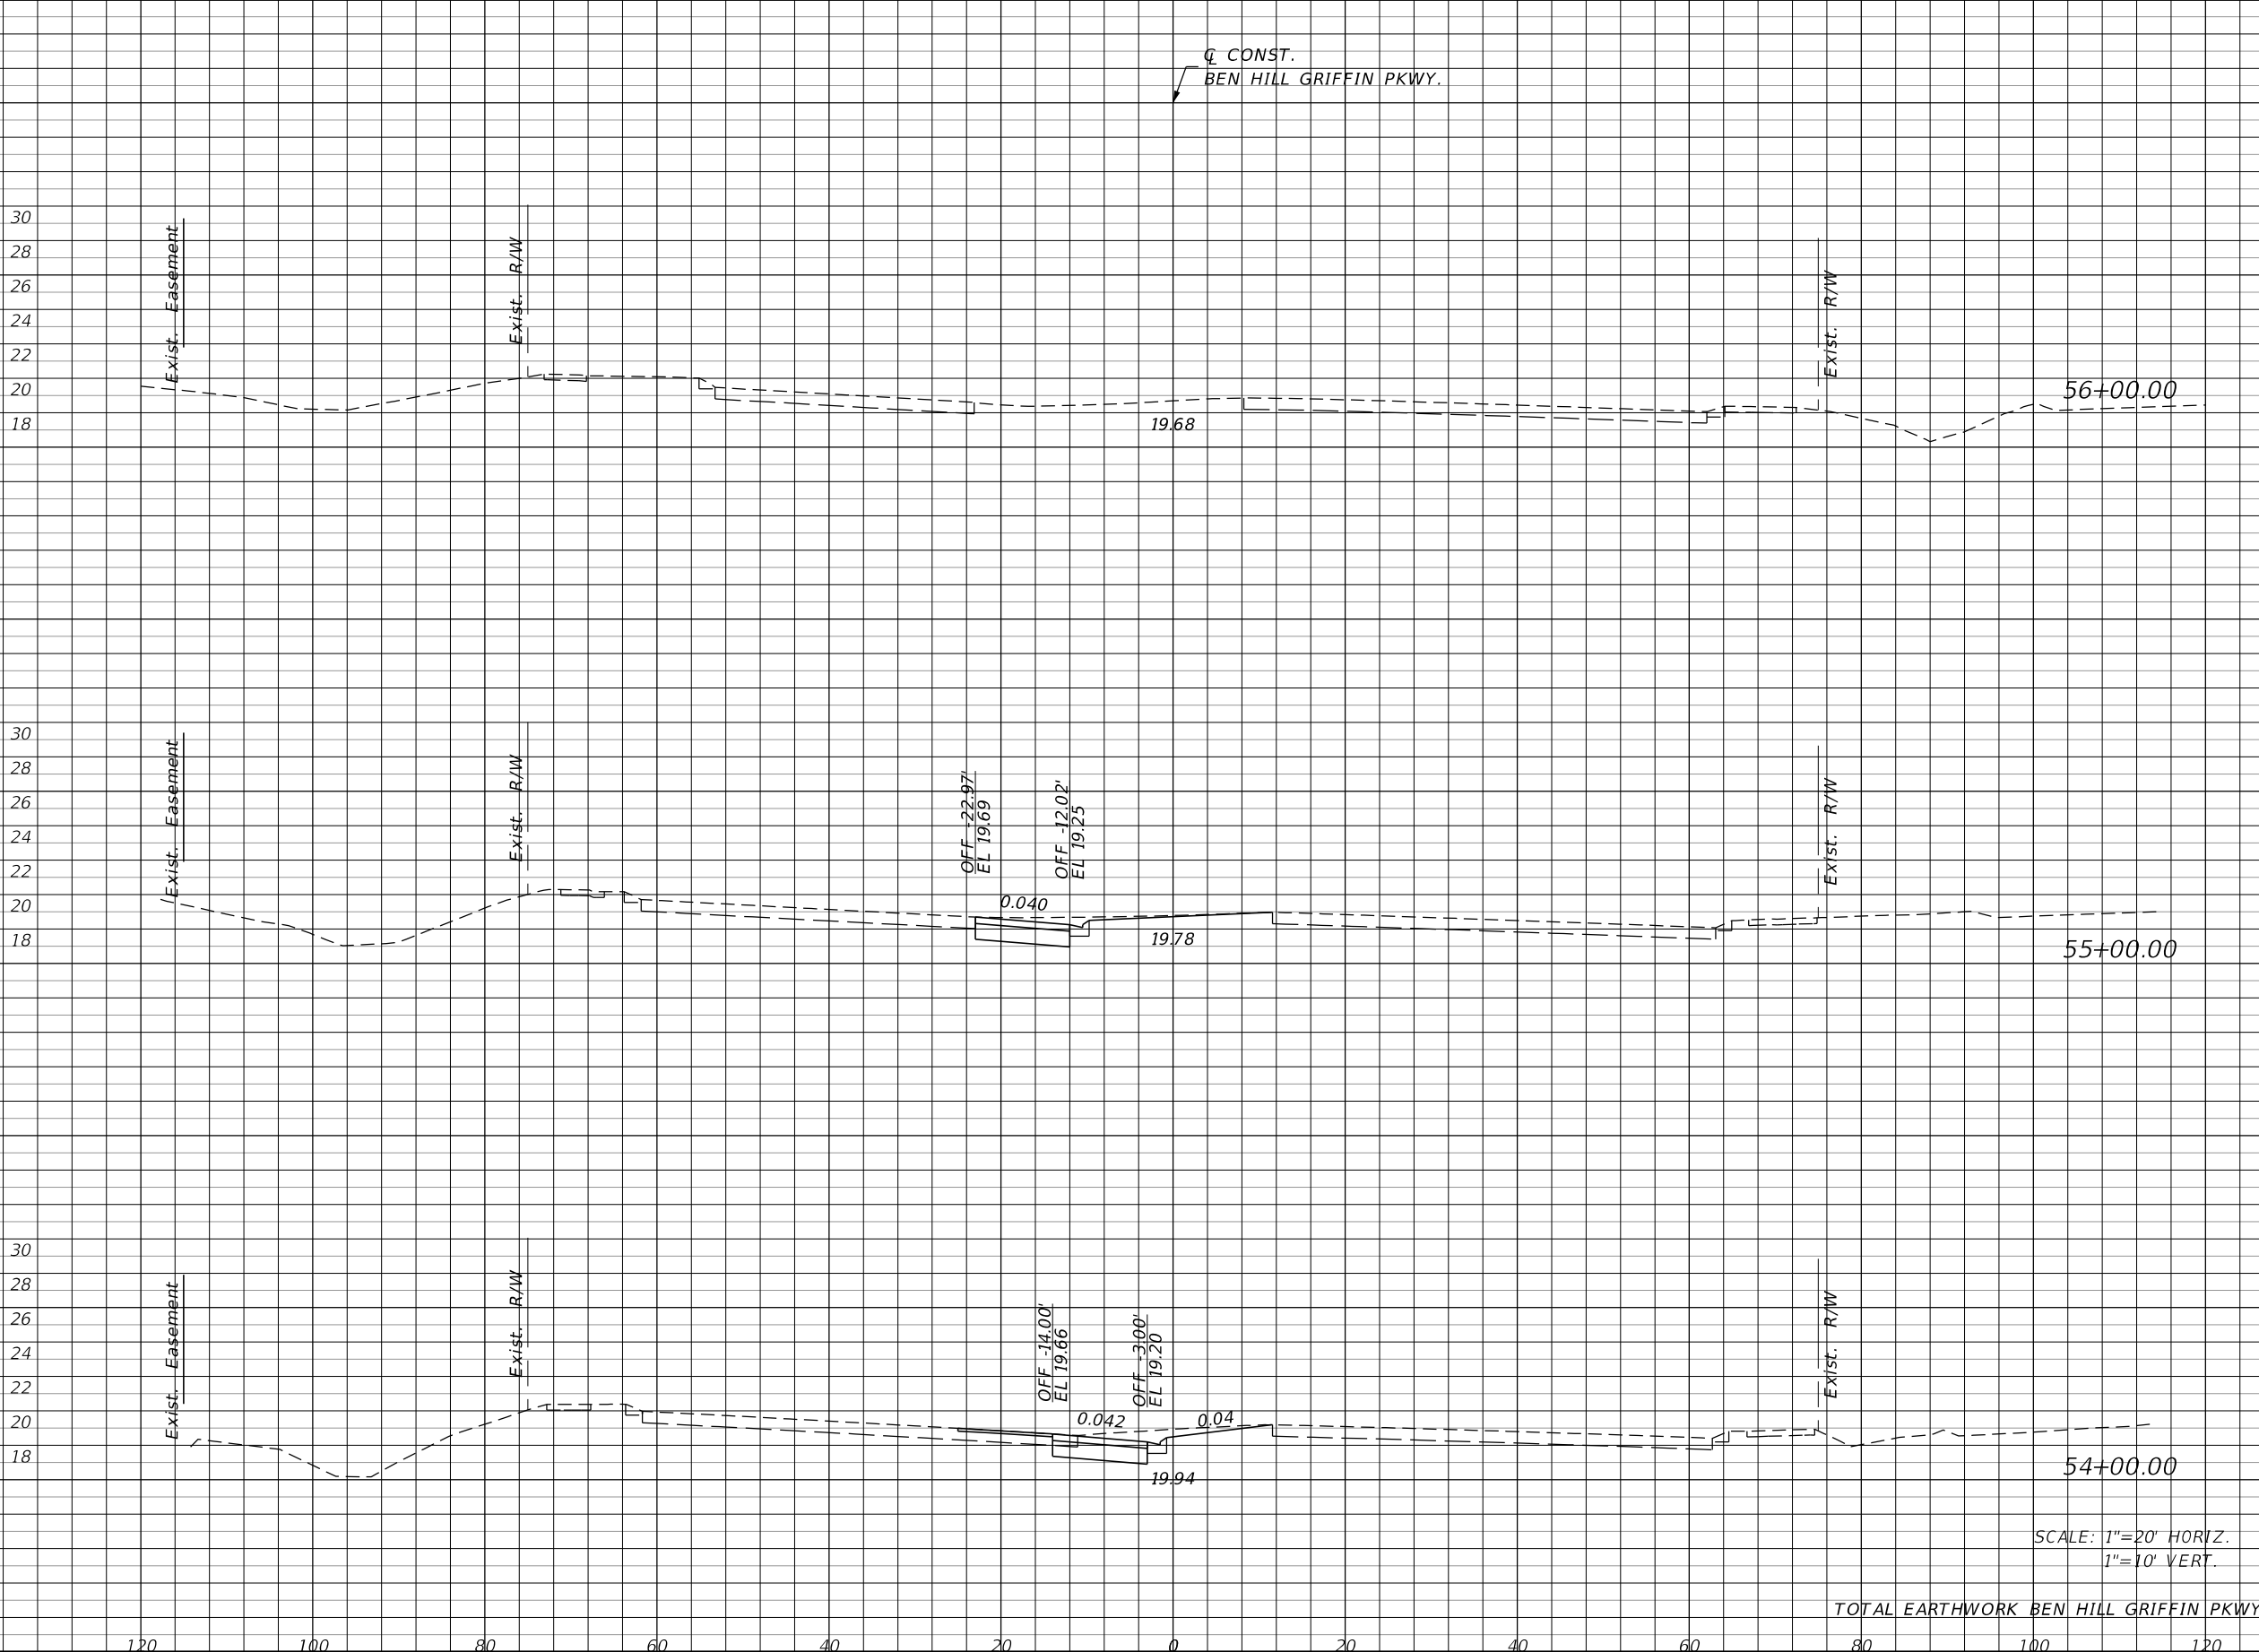 ℄ CONST.
BEN HILL GRIFFIN PKWY.
30
28
26
24
22
20
18
Exist. Easement
Exist. R/W
Exist. R/W
19.68
56+00.00
30
28
26
24
22
20
18
Exist. Easement
Exist. R/W
OFF -22.97'
EL 19.69
OFF -12.02'
EL 19.25
0.040
19.78
Exist. R/W
55+00.00
30
28
26
24
22
20
18
Exist. Easement
Exist. R/W
OFF -14.00'
EL 19.66
OFF -3.00'
EL 19.20
0.042
0.04
19.94
Exist. R/W
54+00.00
SCALE: 1"=20' HORIZ.
1"=10' VERT.
TOTAL EARTHWORK BEN HILL GRIFFIN PKWY
120 100 80 60 40 20 0 20 40 60 80 100 120